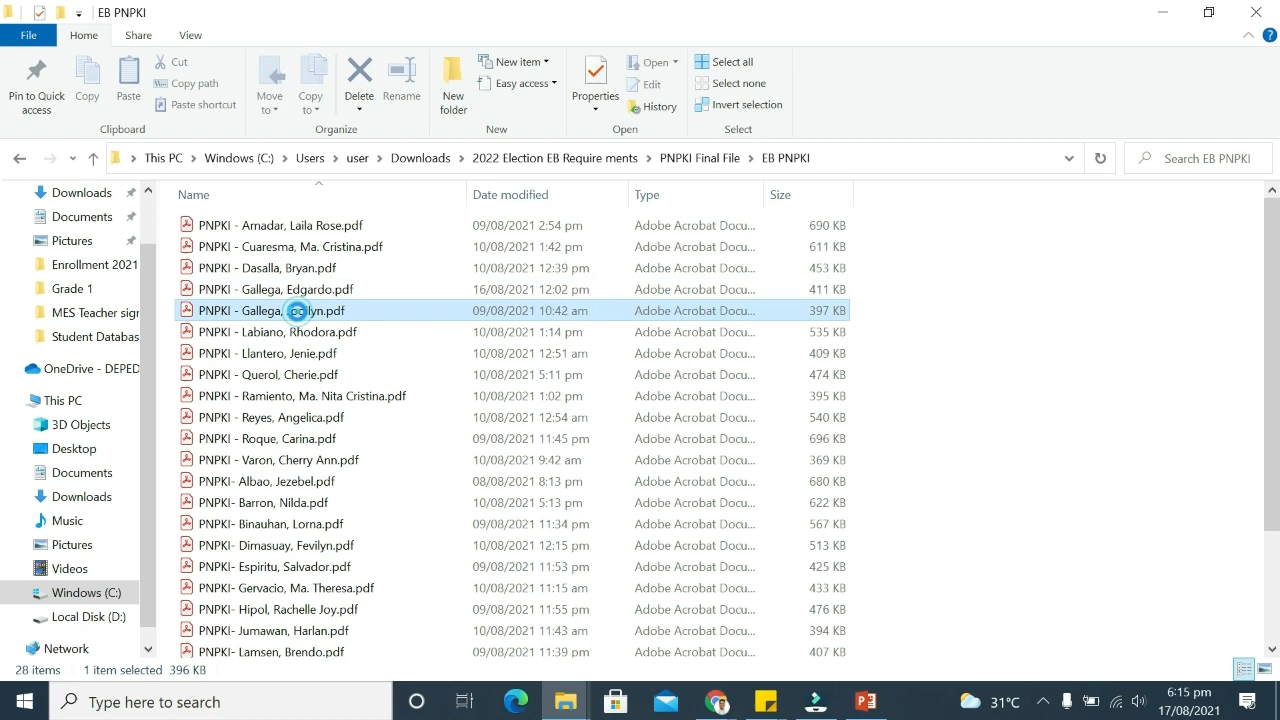 EB PNPKI
File Home Share View
Pin to Quick access
Copy
Paste
Cut
Copy path
Paste shortcut
Clipboard
Move to
Copy to
Delete
Rename
Organize
New folder
New item
Easy access
New
Properties
Open
Edit
History
Open
Select all
Select none
Invert selection
Select
This PC > Windows (C:) > Users > user > Downloads > 2022 Election EB Require ments > PNPKI Final File > EB PNPKI
Search EB PNPKI
Downloads
Documents
Pictures
Enrollment 2021
Grade 1
MES Teacher sign
Student Databas
OneDrive - DEPED
This PC
3D Objects
Desktop
Documents
Downloads
Music
Pictures
Videos
Windows (C:)
Local Disk (D:)
Network
Name Date modified Type Size
PNPKI - Amadar, Laila Rose.pdf 09/08/2021 2:54 pm Adobe Acrobat Docu... 690 KB
PNPKI - Cuaresma, Ma. Cristina.pdf 10/08/2021 1:42 pm Adobe Acrobat Docu... 611 KB
PNPKI - Dasalla, Bryan.pdf 10/08/2021 12:39 pm Adobe Acrobat Docu... 453 KB
PNPKI - Gallega, Edgardo.pdf 16/08/2021 12:02 pm Adobe Acrobat Docu... 411 KB
PNPKI - Gallega, 09/08/2021 10:42 am Adobe Acrobat Docu... 397 KB
PNPKI - Labiano, Rhodora.pdf 10/08/2021 1:14 pm Adobe Acrobat Docu... 535 KB
PNPKI - Llantero, Jenie.pdf 10/08/2021 12:51 am Adobe Acrobat Docu... 409 KB
PNPKI - Querol, Cherie.pdf 10/08/2021 5:11 pm Adobe Acrobat Docu... 474 KB
PNPKI - Ramiento, Ma. Nita Cristina.pdf 10/08/2021 1:02 pm Adobe Acrobat Docu... 395 KB
PNPKI - Reyes, Angelica.pdf 10/08/2021 12:54 am Adobe Acrobat Docu... 540 KB
PNPKI - Roque, Carina.pdf 09/08/2021 11:45 pm Adobe Acrobat Docu... 696 KB
PNPKI - Varon, Cherry Ann.pdf 10/08/2021 9:42 am Adobe Acrobat Docu... 369 KB
PNPKI- Albao, Jezebel.pdf 08/08/2021 8:13 pm Adobe Acrobat Docu... 680 KB
PNPKI- Barron, Nilda.pdf 10/08/2021 5:13 pm Adobe Acrobat Docu... 622 KB
PNPKI- Binauhan, Lorna.pdf 09/08/2021 11:34 pm Adobe Acrobat Docu... 567 KB
PNPKI- Dimasuay, Fevilyn.pdf 10/08/2021 12:15 pm Adobe Acrobat Docu... 513 KB
PNPKI- Espiritu, Salvador.pdf 09/08/2021 11:53 pm Adobe Acrobat Docu... 425 KB
PNPKI- Gervacio, Ma. Theresa.pdf 10/08/2021 11:15 am Adobe Acrobat Docu... 433 KB
PNPKI- Hipol, Rachelle Joy.pdf 09/08/2021 11:55 pm Adobe Acrobat Docu... 476 KB
PNPKI- Jumawan, Harlan.pdf 10/08/2021 11:43 am Adobe Acrobat Docu... 394 KB
PNPKI- Lamsen, Brendo.pdf 09/08/2021 11:39 pm Adobe Acrobat Docu... 407 KB
28 items 1 item selected 396 KB
Type here to search
31°C
6:15 pm
17/08/2021